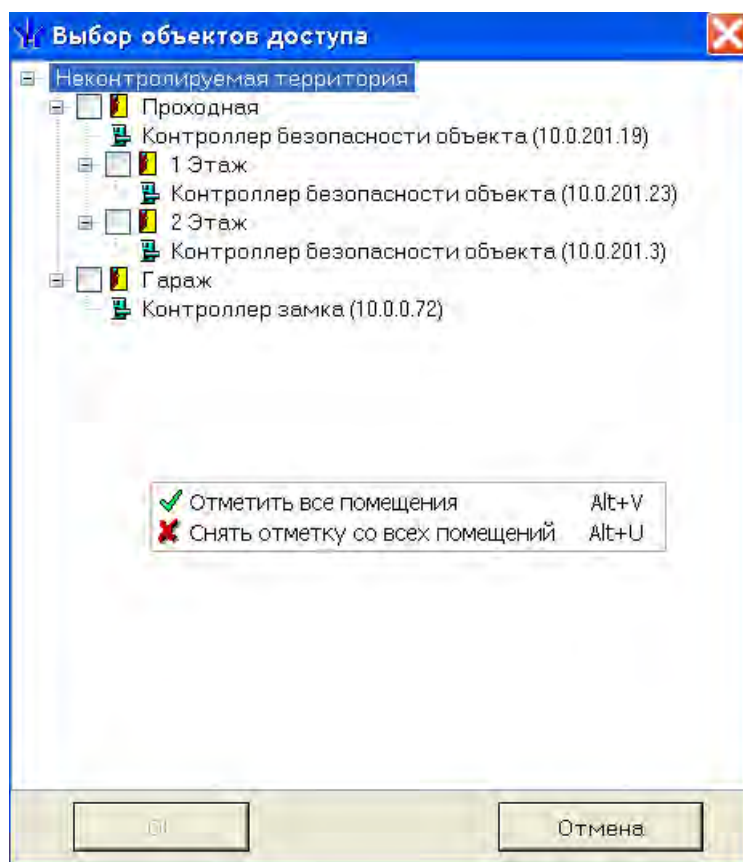 Выбор объектов доступа
Неконтролируемая территория
Проходная
Контроллер безопасности объекта (10.0.201.19)
1 Этаж
Контроллер безопасности объекта (10.0.201.23)
2 Этаж
Контроллер безопасности объекта (10.0.201.3)
Гараж
Контроллер замка (10.0.0.72)
Отметить все помещения Alt+V
Снять отметку со всех помещений Alt+U
Отмена